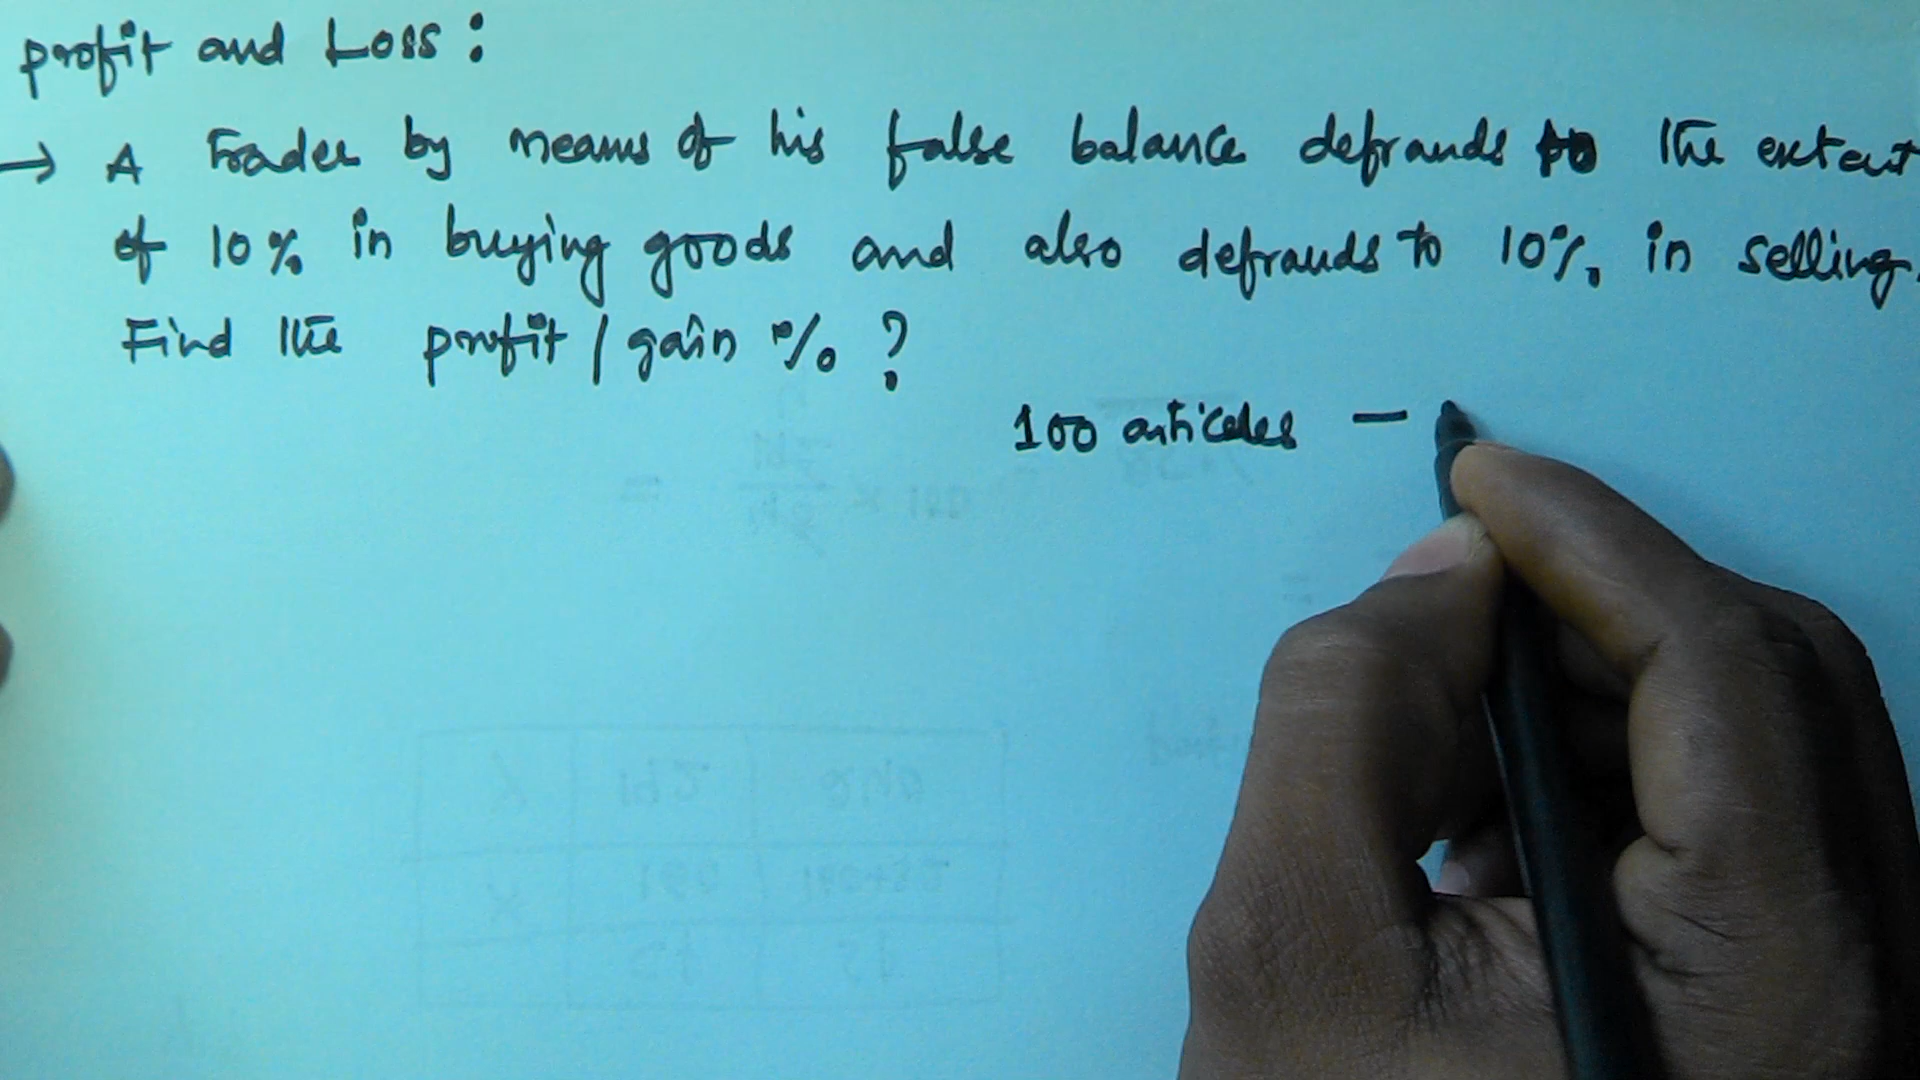 profit and Loss :
→ A Trader by means of his false balance defrauds to the extent
of 10% in buying goods and also defrauds to 10% in selling.
Find the profit / gain % ?
100 articeles —